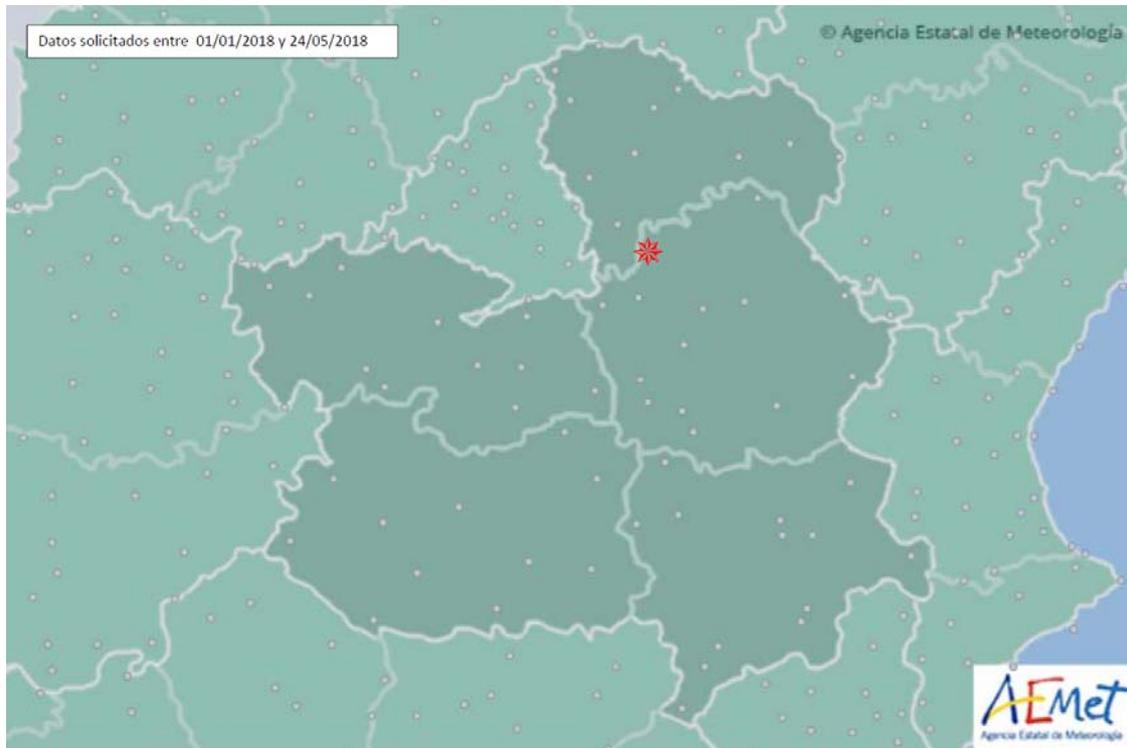 Datos solicitados entre 01/01/2018 y 24/05/2018
© Agencia Estatal de Meteorología
AEMet
Agencia Estatal de Meteorología